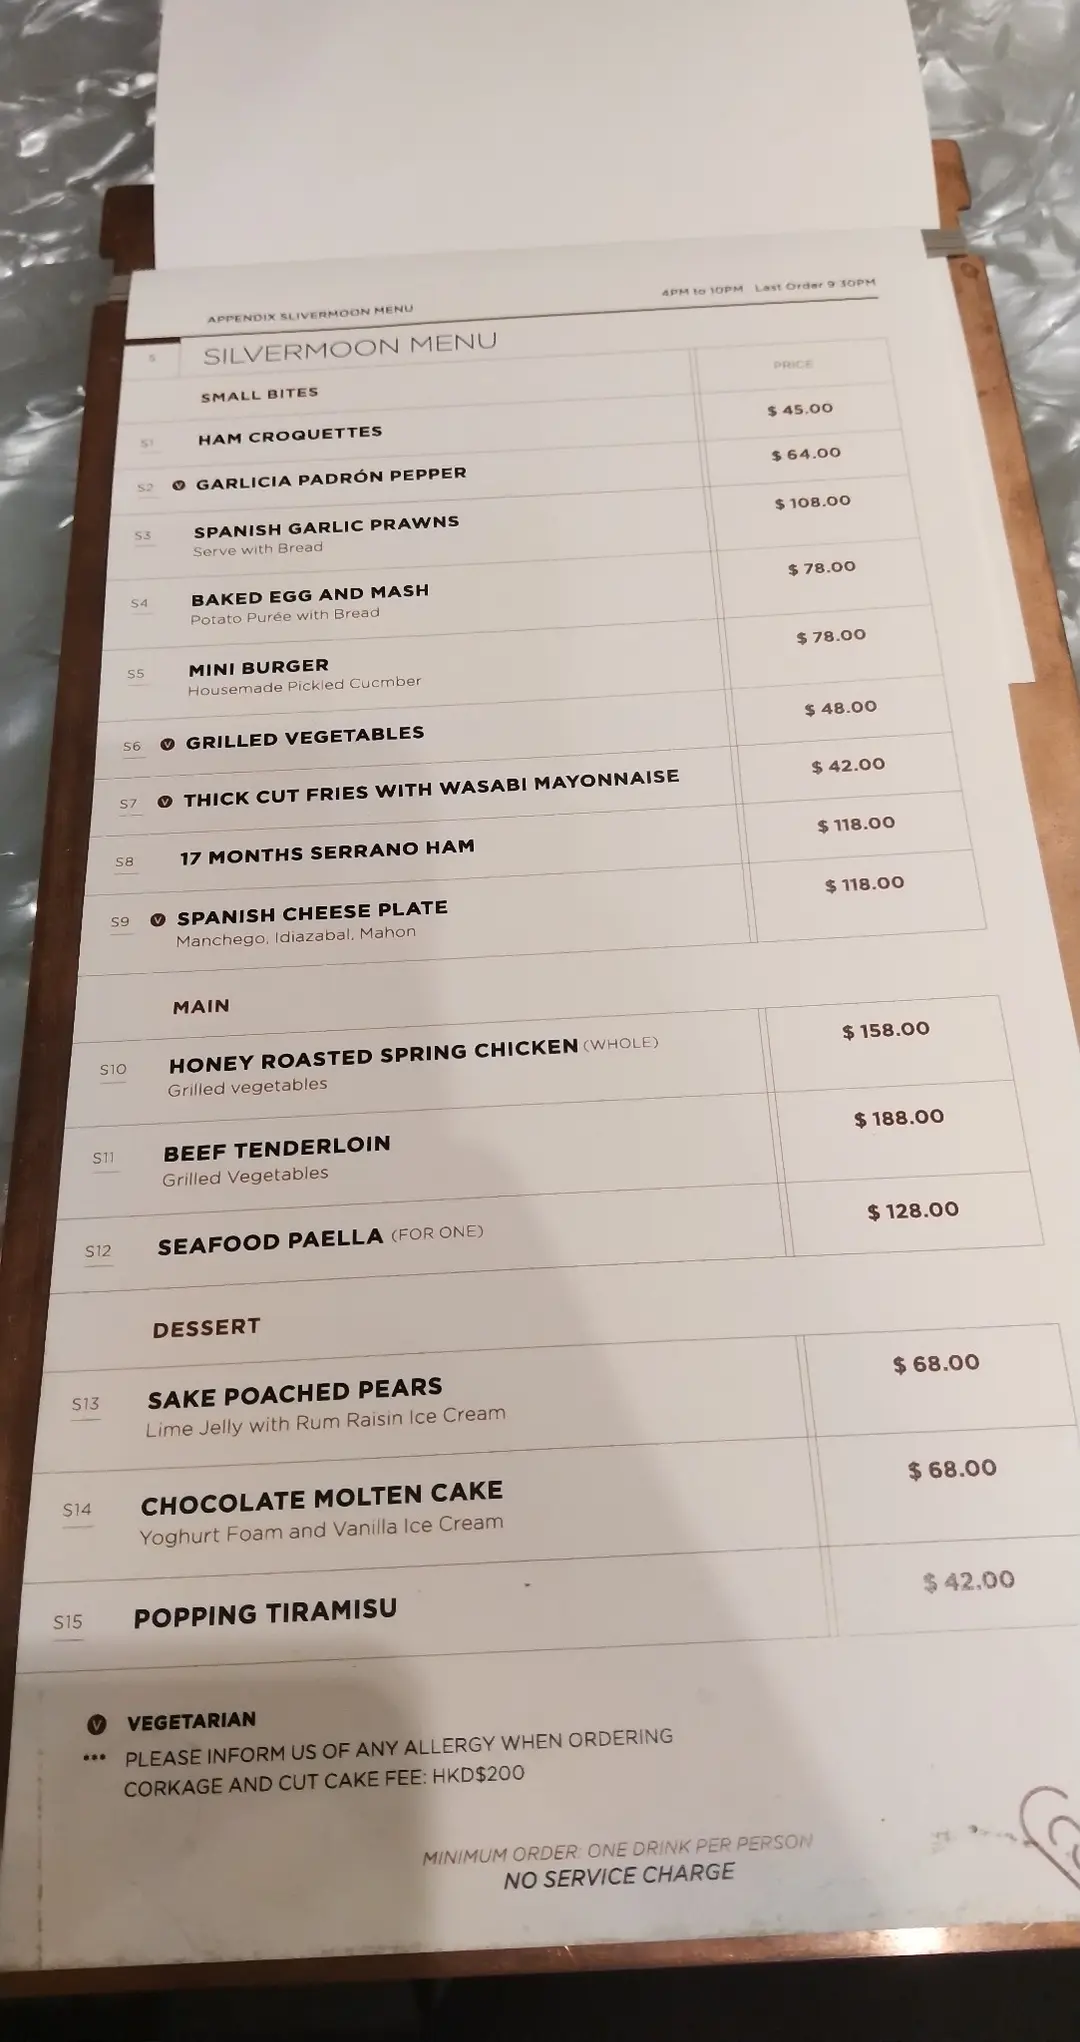 APPENDIX SLIVERMOON MENU
4PM to 10PM Last Order 9 30PM
S
SILVERMOON MENU
SMALL BITES
PRICE
S1 HAM CROQUETTES $ 45.00
S2 V GARLICIA PADRÓN PEPPER $ 64.00
S3 SPANISH GARLIC PRAWNS $ 108.00
Serve with Bread
S4 BAKED EGG AND MASH $ 78.00
Potato Purée with Bread
S5 MINI BURGER $ 78.00
Housemade Pickled Cucmber
S6 V GRILLED VEGETABLES $ 48.00
S7 V THICK CUT FRIES WITH WASABI MAYONNAISE $ 42.00
S8 17 MONTHS SERRANO HAM $ 118.00
S9 V SPANISH CHEESE PLATE $ 118.00
Manchego, Idiazabal, Mahon
MAIN
S10 HONEY ROASTED SPRING CHICKEN (WHOLE) $ 158.00
Grilled vegetables
S11 BEEF TENDERLOIN $ 188.00
Grilled Vegetables
S12 SEAFOOD PAELLA (FOR ONE) $ 128.00
DESSERT
S13 SAKE POACHED PEARS $ 68.00
Lime Jelly with Rum Raisin Ice Cream
S14 CHOCOLATE MOLTEN CAKE $ 68.00
Yoghurt Foam and Vanilla Ice Cream
S15 POPPING TIRAMISU $ 42.00
V VEGETARIAN
••• PLEASE INFORM US OF ANY ALLERGY WHEN ORDERING
CORKAGE AND CUT CAKE FEE: HKD$200
MINIMUM ORDER: ONE DRINK PER PERSON
NO SERVICE CHARGE